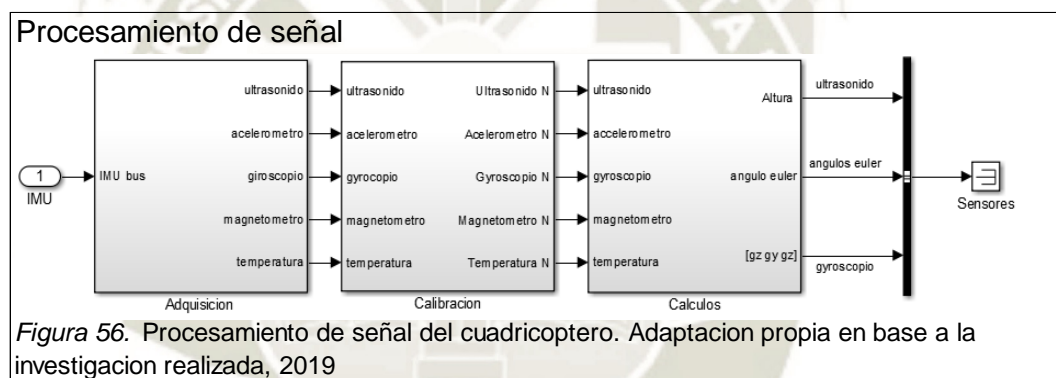 Procesamiento de señal
1
IMU
IMU bus
ultrasonido
acelerometro
giroscopio
magnetometro
temperatura
Adquisicion
ultrasonido
acelerometro
gyrocopio
magnetometro
temperatura
Ultrasonido N
Acelerometro N
Gyroscopio N
Magnetometro N
Temperatura N
Calibracion
ultrasonido
accelerometro
gyroscopio
magnetometro
temperatura
Altura
angulo euler
[gz gy gz]
Calculos
ultrasonido
angulos euler
gyroscopio
Sensores
Figura 56. Procesamiento de señal del cuadricoptero. Adaptacion propia en base a la
investigacion realizada, 2019